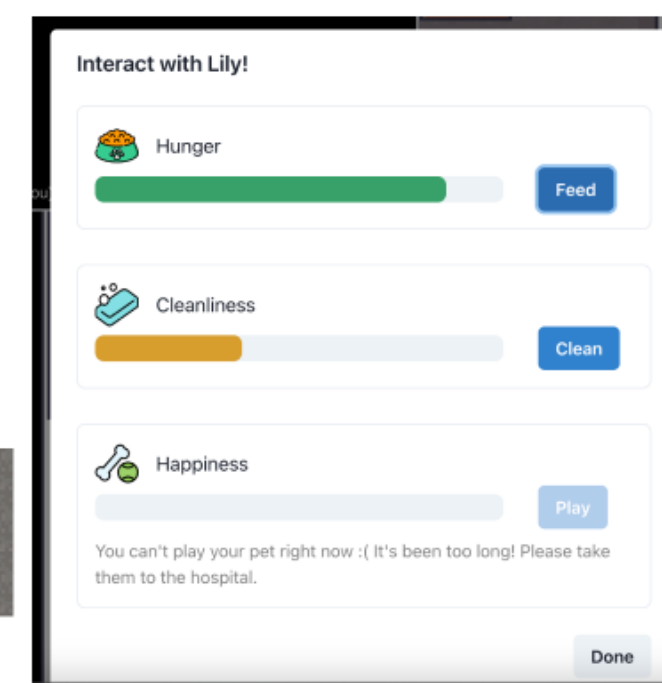 Interact with Lily!
Hunger
Feed
Cleanliness
Clean
Happiness
Play
You can't play your pet right now :( It's been too long! Please take
them to the hospital.
Done
ou)